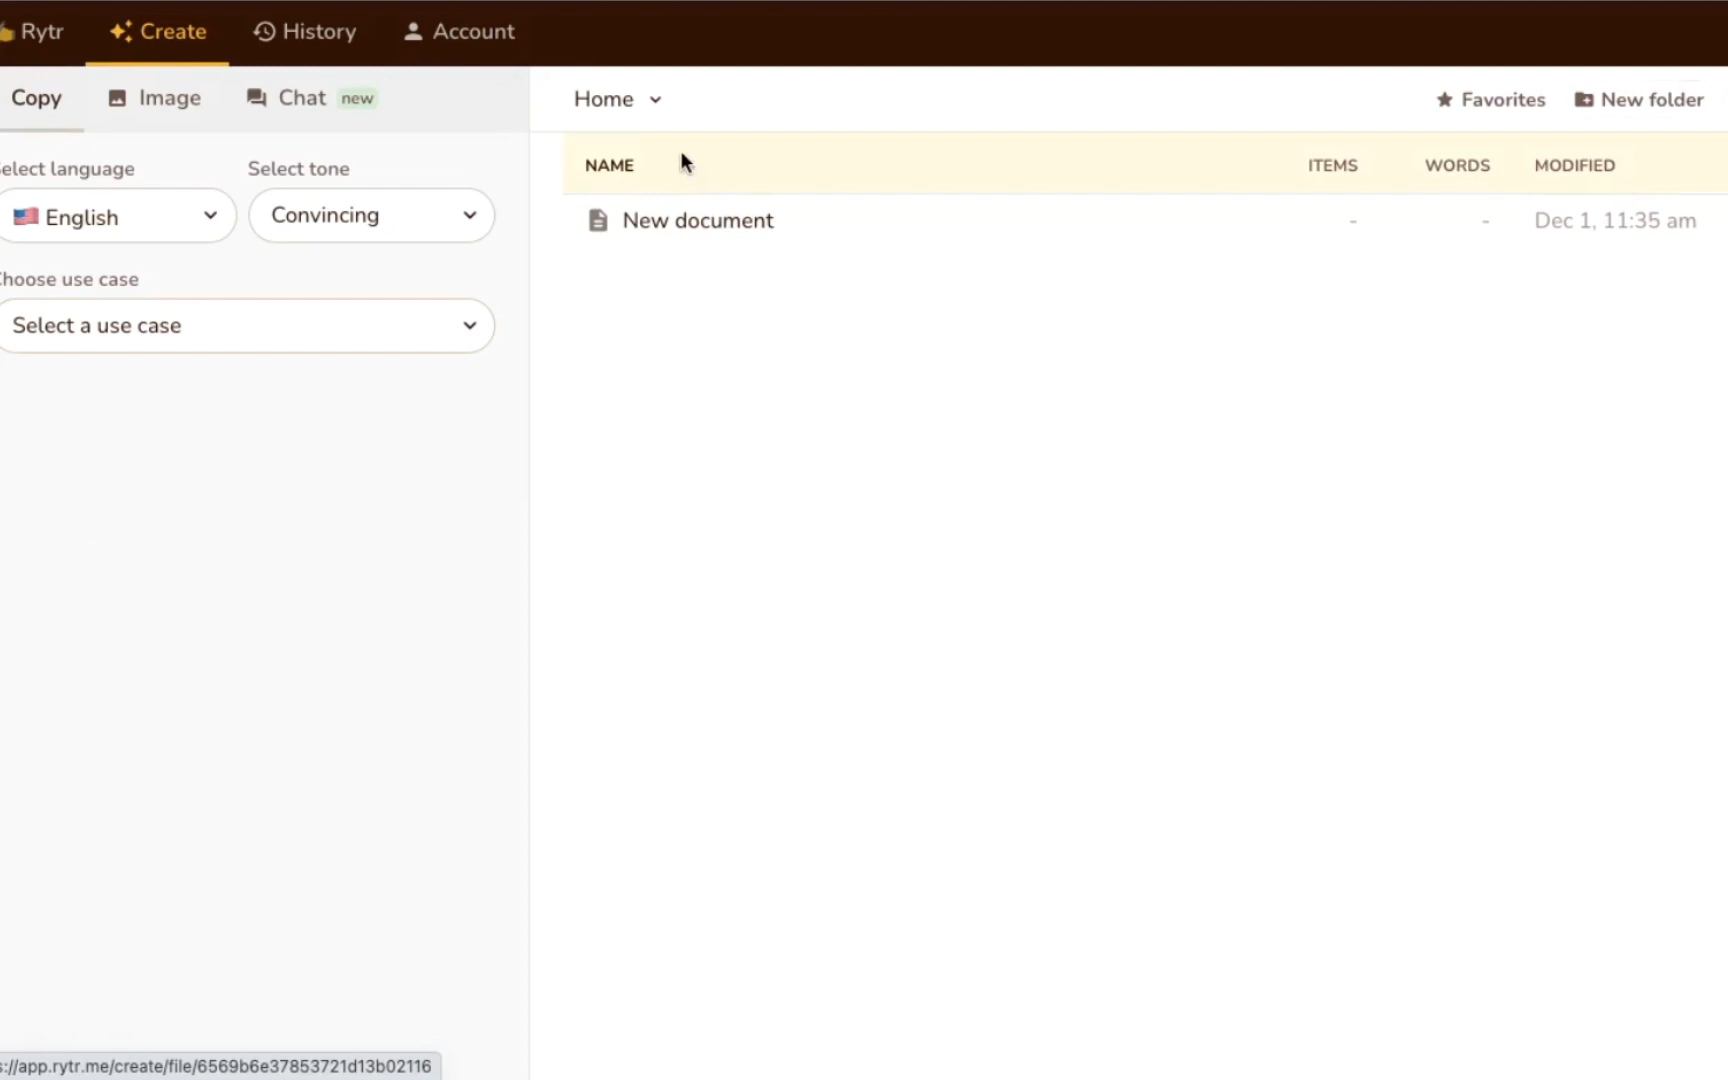 Rytr Create History Account
Copy Image Chat new
Home Favorites New folder
elect language Select tone
English Convincing
hoose use case
Select a use case
NAME ITEMS WORDS MODIFIED
New document - - Dec 1, 11:35 am
s://app.rytr.me/create/file/6569b6e37853721d13b02116